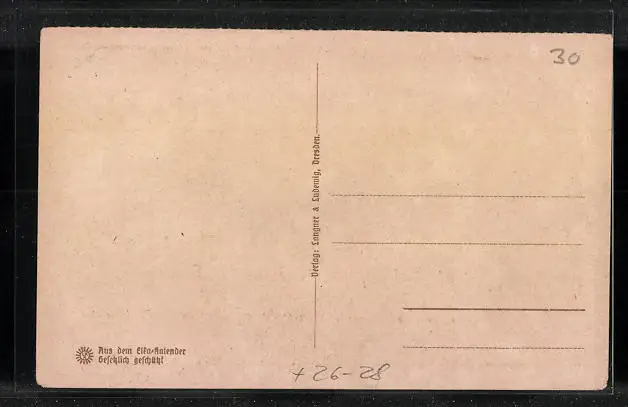 30
Verlag: Langner & Ludewig, Dresden.
Aus dem Elka-Kalender
Gesetzlich geschützt
+ 26-28